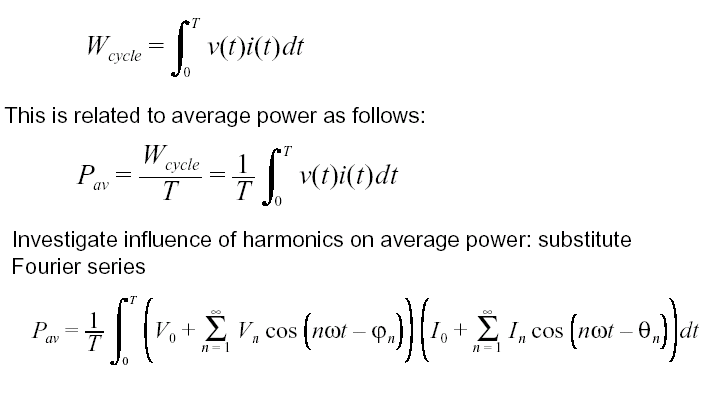 W_cycle = ∫_0^T v(t)i(t)dt
This is related to average power as follows:
P_av = W_cycle / T = 1/T ∫_0^T v(t)i(t)dt
Investigate influence of harmonics on average power: substitute
Fourier series
P_av = 1/T ∫_0^T (V_0 + ∑_{n=1}^∞ V_n cos (nωt – φ_n)) (I_0 + ∑_{n=1}^∞ I_n cos (nωt – θ_n)) dt